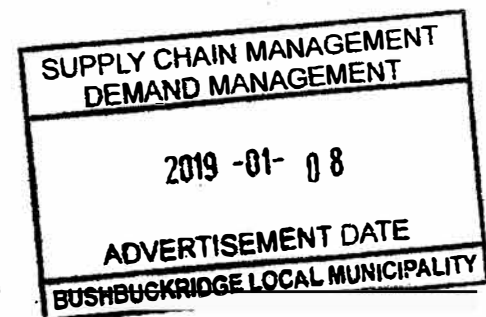 SUPPLY CHAIN MANAGEMENT
DEMAND MANAGEMENT
2019 -01- 08
ADVERTISEMENT DATE
BUSHBUCKRIDGE LOCAL MUNICIPALITY